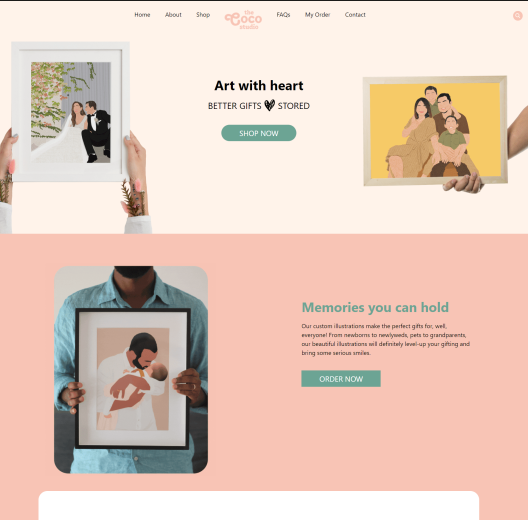 Home About Shop the Coco studio FAQs My Order Contact
Art with heart
BETTER GIFTS STORED
SHOP NOW
Memories you can hold
Our custom illustrations make the perfect gifts for, well,
everyone! From newborns to newlyweds, pets to grandparents,
our beautiful illustrations will definitely level-up your gifting and
bring some serious smiles.
ORDER NOW